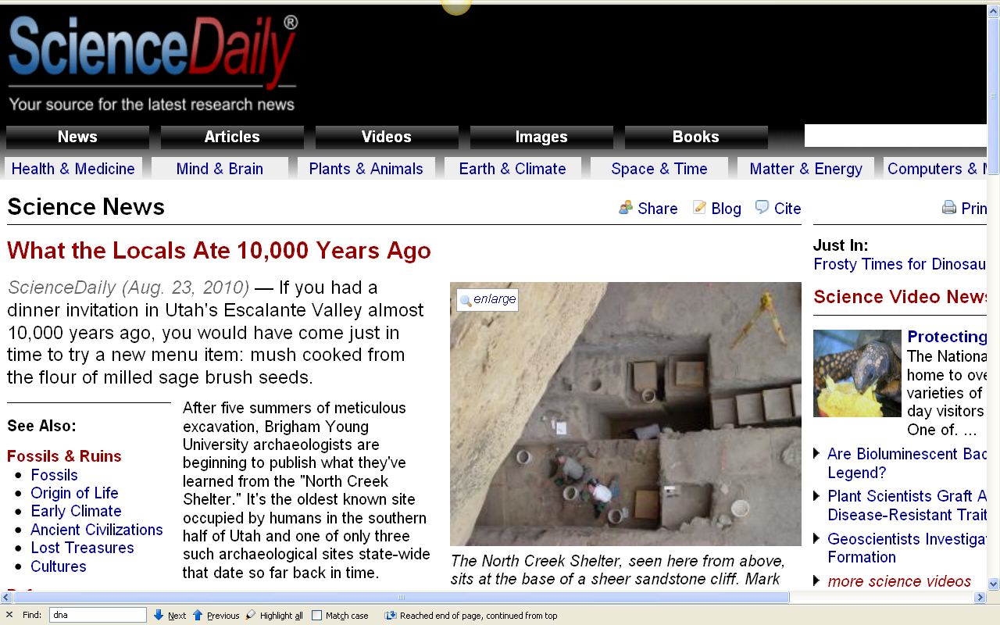 ScienceDaily®
Your source for the latest research news
News Articles Videos Images Books
Health & Medicine Mind & Brain Plants & Animals Earth & Climate Space & Time Matter & Energy Computers &
Science News
Share Blog Cite
Prin
What the Locals Ate 10,000 Years Ago
ScienceDaily (Aug. 23, 2010) — If you had a
dinner invitation in Utah's Escalante Valley almost
10,000 years ago, you would have come just in
time to try a new menu item: mush cooked from
the flour of milled sage brush seeds.
See Also:
Fossils & Ruins
Fossils
Origin of Life
Early Climate
Ancient Civilizations
Lost Treasures
Cultures
After five summers of meticulous
excavation, Brigham Young
University archaeologists are
beginning to publish what they've
learned from the "North Creek
Shelter." It's the oldest known site
occupied by humans in the southern
half of Utah and one of only three
such archaeological sites state-wide
that date so far back in time.
enlarge
The North Creek Shelter, seen here from above,
sits at the base of a sheer sandstone cliff. Mark
Just In:
Frosty Times for Dinosau
Science Video News
Protecting
The Nationa
home to ove
varieties of
day visitors
One of. ...
Are Bioluminescent Bac
Legend?
Plant Scientists Graft A
Disease-Resistant Trait
Geoscientists Investiga
Formation
more science videos
Find: dna Next Previous Highlight all Match case Reached end of page, continued from top